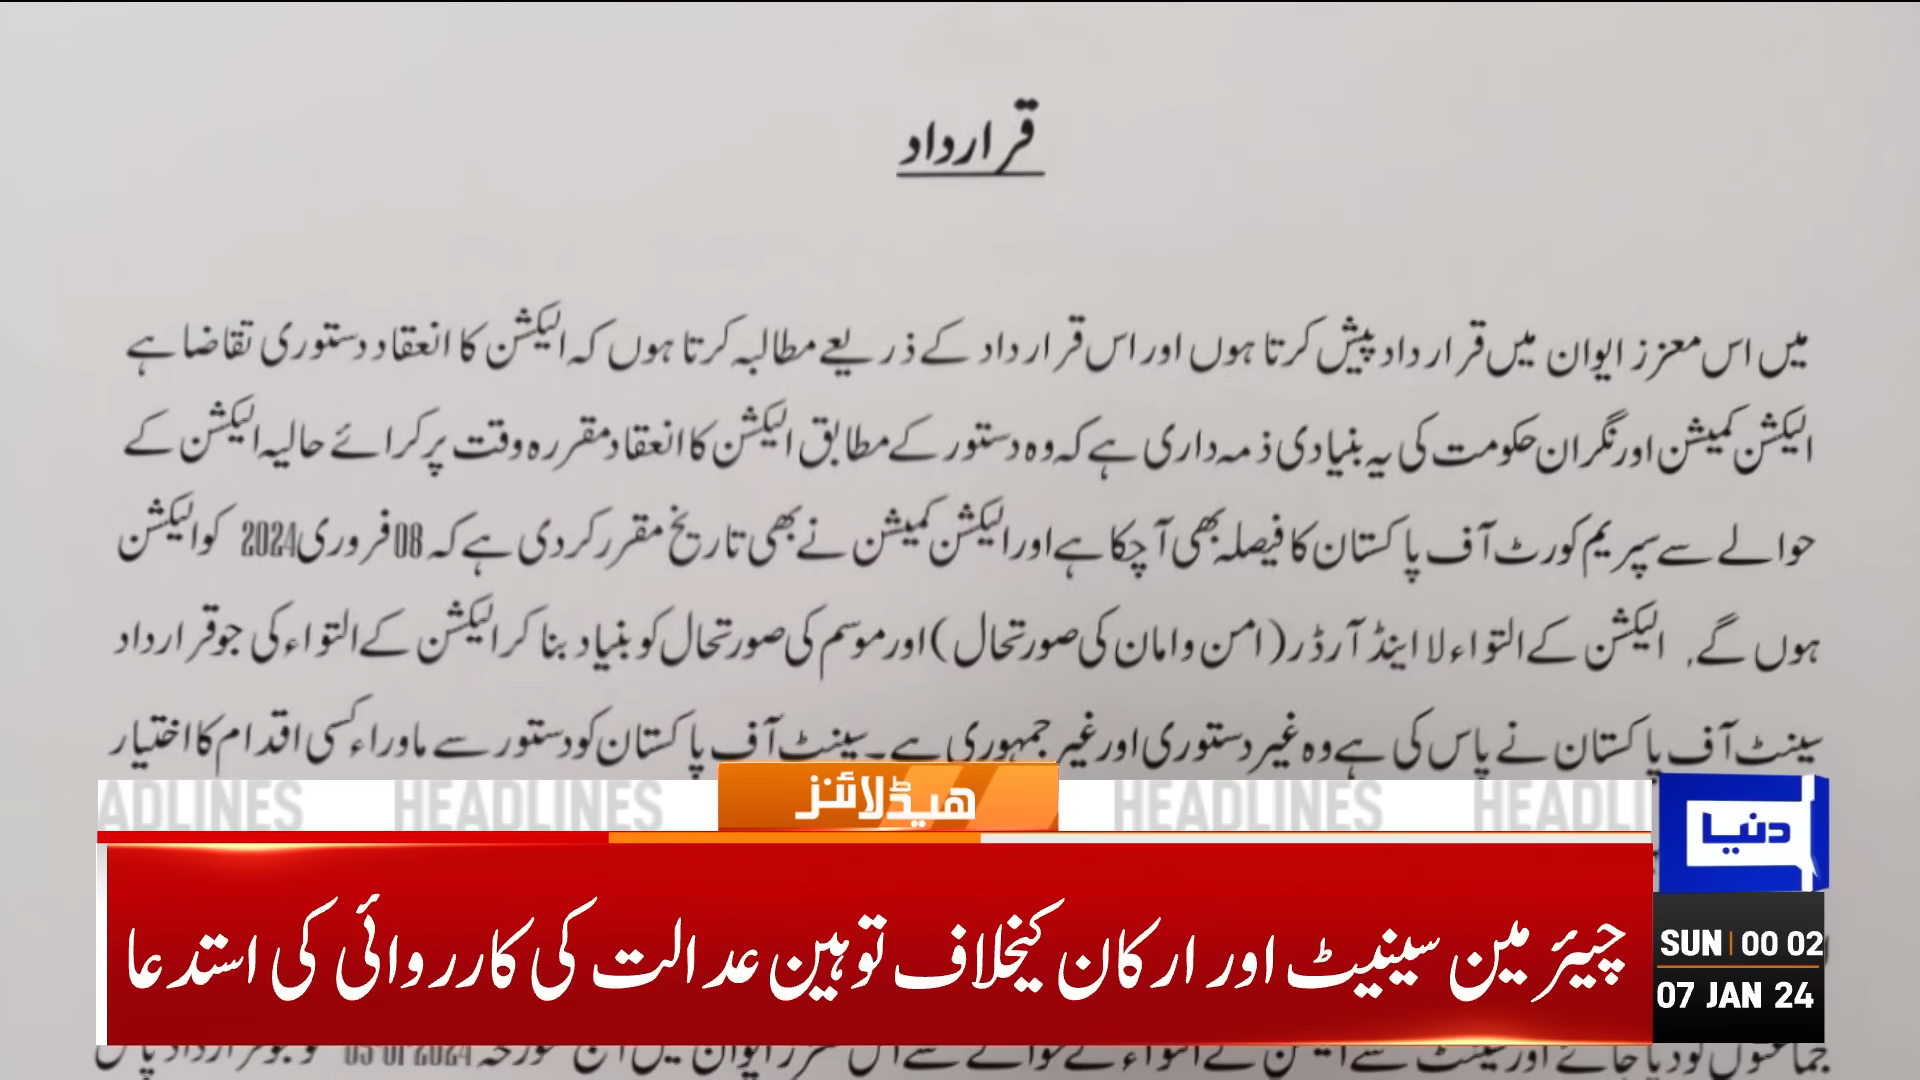 قرارداد
میں اس معزز ایوان میں قرارداد پیش کرتا ہوں اور اس قرارداد کے ذریعے مطالبہ کرتا ہوں کہ الیکشن کا انعقاد دستوری تقاضا ہے
الیکشن کمیشن اور نگران حکومت کی یہ بنیادی ذمہ داری ہے کہ وہ دستور کے مطابق الیکشن کا انعقاد مقررہ وقت پر کرائے حالیہ الیکشن کے
حوالے سے سپریم کورٹ آف پاکستان کا فیصلہ بھی آ چکا ہے اور الیکشن کمیشن نے بھی تاریخ مقرر کر دی ہے کہ 08 فروری 2024 کو الیکشن
ہوں گے، الیکشن کے التواء لا اینڈ آرڈر (امن و امان کی صورتحال) اور موسم کی صورتحال کو بنیاد بنا کر الیکشن کے التواء کی جو قرارداد
سینٹ آف پاکستان نے پاس کی ہے وہ غیر دستوری اور غیر جمہوری ہے۔ سینٹ آف پاکستان کو دستور سے ماوراء کسی اقدام کا اختیار
ADLINES HEADLINES ھیڈلائنز HEADLINES HEADLI
دنیا
چیئرمین سینیٹ اور ارکان کیخلاف توہین عدالت کی کارروائی کی استدعا
SUN 00 02
07 JAN 24